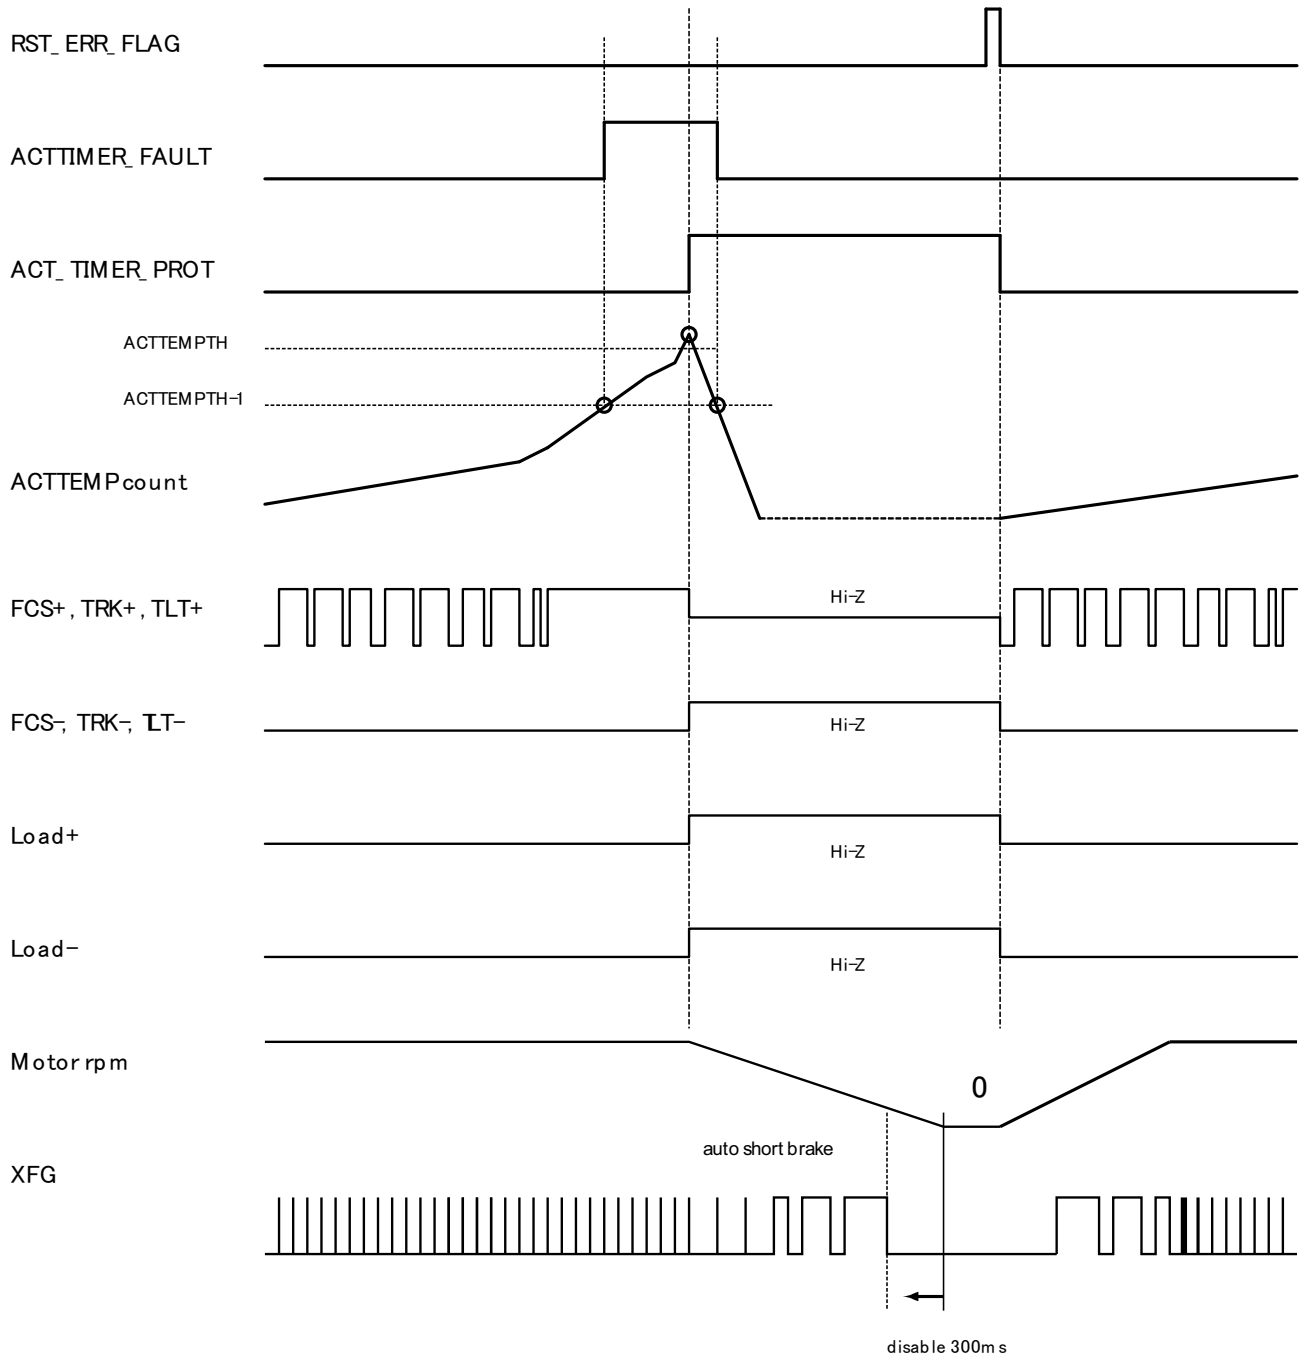 RST_ERR_FLAG
ACTTIMER_FAULT
ACT_TIMER_PROT
ACTTEMPTH
ACTTEMPTH-1
ACTTEMPcount
FCS+, TRK+, TLT+
Hi-Z
FCS-, TRK-, TLT-
Hi-Z
Load+
Hi-Z
Load-
Hi-Z
Motor rpm
0
auto short brake
XFG
disable 300ms